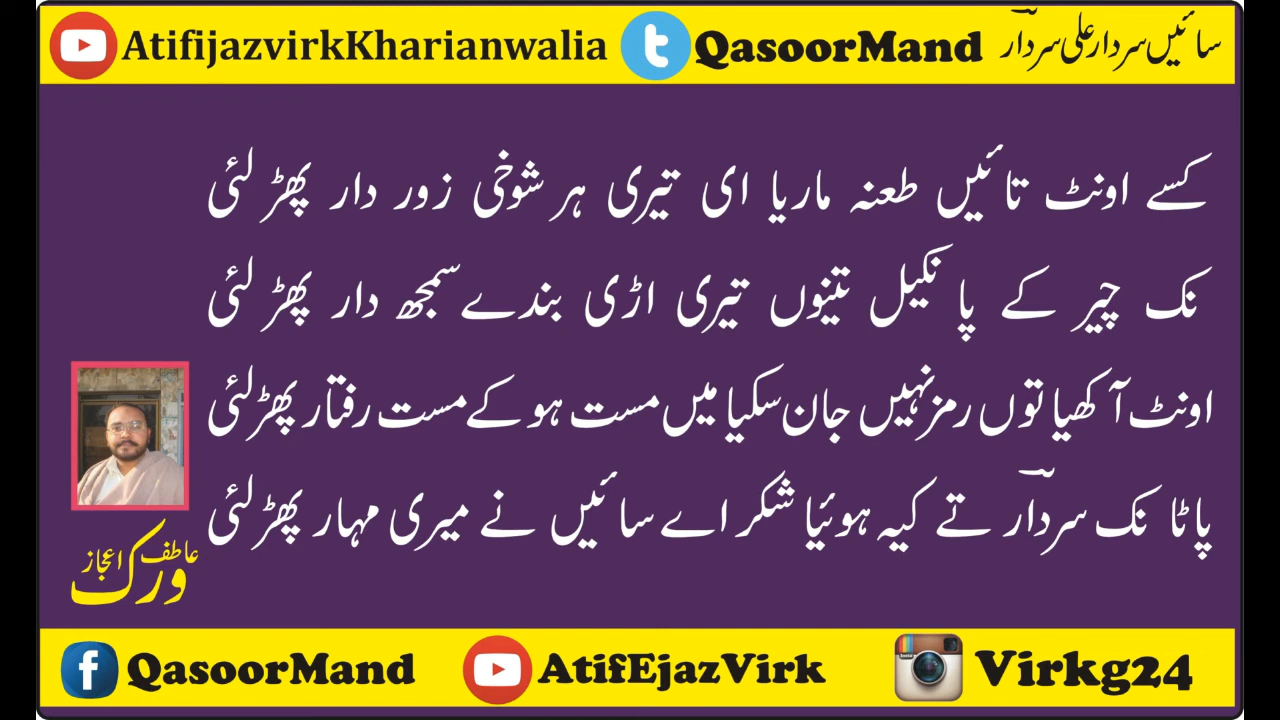 AtifijazvirkKharianwalia QasoorMand سائیں سردار علی سردار
کسے اونٹ تائیں طعنہ ماریا ای تیری ہر شوخی زور دار پھڑ لئی
نک چیر کے پا نکیل تینوں تیری اڑی بندے سمجھ دار پھڑ لئی
اونٹ آکھیا توں رمز نہیں جان سکیا میں مست ہو کے مست رفتار پھڑ لئی
پاٹا نک سردار تے کیہ ہوئیا شکر اے سائیں نے میری مہار پھڑ لئی
عاطف اعجاز
ورک
QasoorMand AtifEjazVirk Virkg24